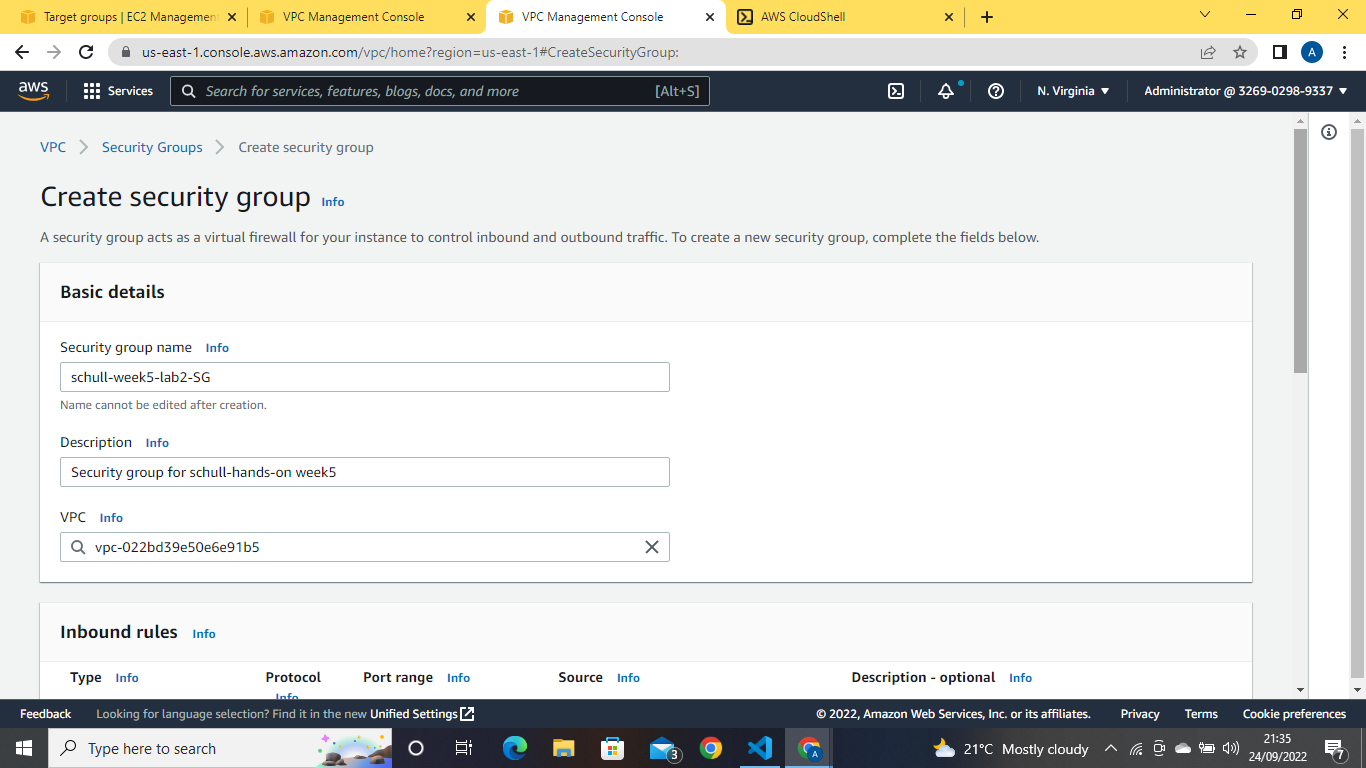 Target groups | EC2 Management
VPC Management Console
VPC Management Console
AWS CloudShell
us-east-1.console.aws.amazon.com/vpc/home?region=us-east-1#CreateSecurityGroup:
A
aws
Services
Search for services, features, blogs, docs, and more
[Alt+S]
N. Virginia
Administrator @ 3269-0298-9337
VPC
Security Groups
Create security group
Create security group Info
A security group acts as a virtual firewall for your instance to control inbound and outbound traffic. To create a new security group, complete the fields below.
Basic details
Security group name Info
schull-week5-lab2-SG
Name cannot be edited after creation.
Description Info
Security group for schull-hands-on week5
VPC Info
vpc-022bd39e50e6e91b5
Inbound rules Info
Type Info
Protocol
Info
Port range Info
Source Info
Description - optional Info
Feedback
Looking for language selection? Find it in the new Unified Settings
© 2022, Amazon Web Services, Inc. or its affiliates.
Privacy
Terms
Cookie preferences
Type here to search
3
A
21°C Mostly cloudy
21:35
24/09/2022
7